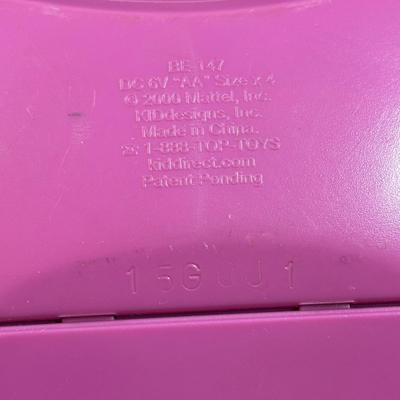 BE-147
DC 6V "AA" Size x 4
© 2000 Mattel, Inc.
KIDdesigns, Inc.
Made in China.
☎: 1-888-TOP-TOYS
kiddirect.com
Patent Pending